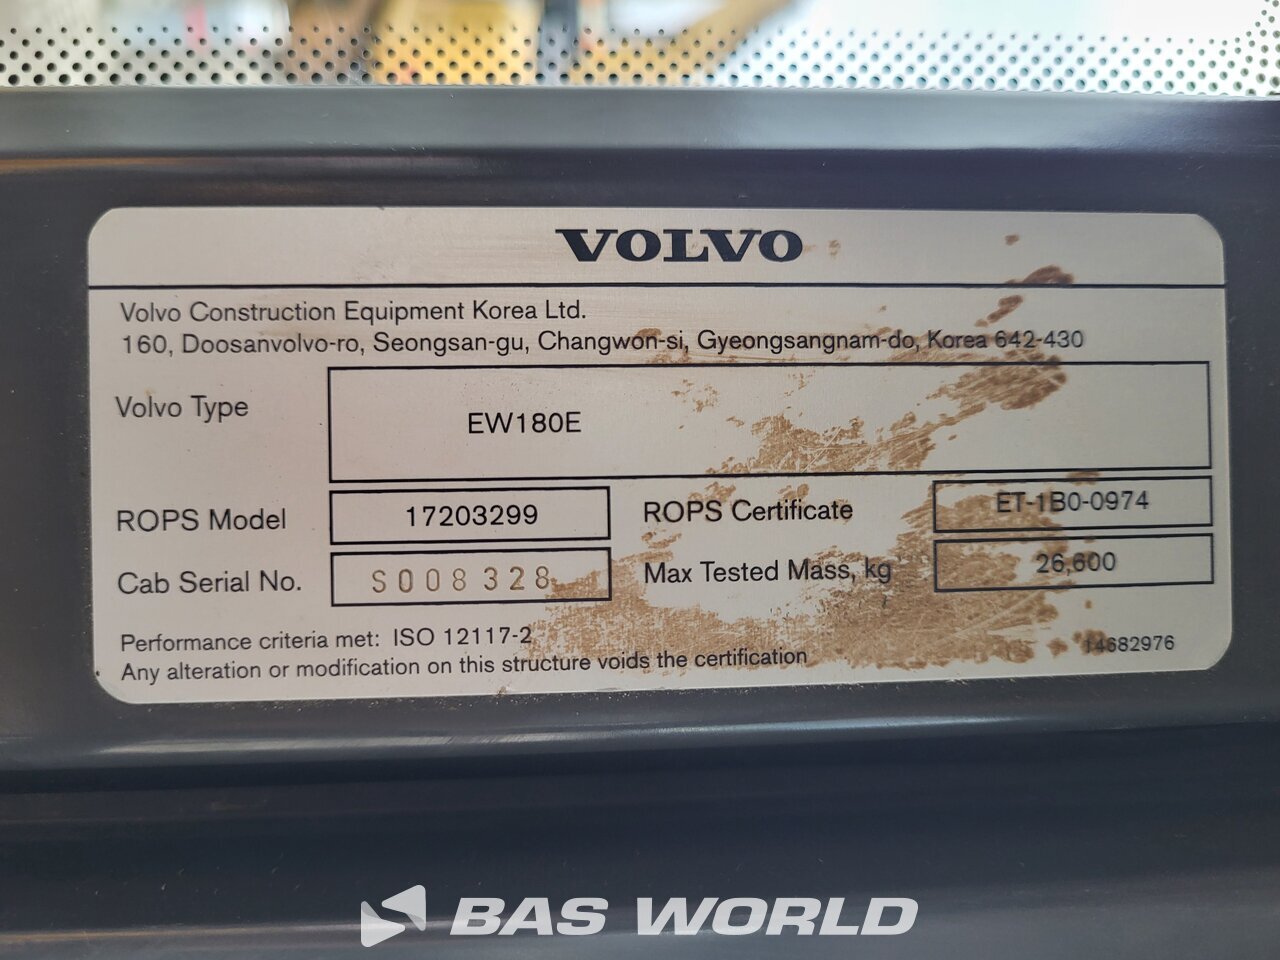 VOLVO
Volvo Construction Equipment Korea Ltd.
160, Doosanvolvo-ro, Seongsan-gu, Changwon-si, Gyeongsangnam-do, Korea 642-430
Volvo Type EW180E
ROPS Model 17203299 ROPS Certificate ET-1B0-0974
Cab Serial No. S008328 Max Tested Mass, kg 26,600
Performance criteria met: ISO 12117-2
Any alteration or modification on this structure voids the certification 14682976
BAS WORLD